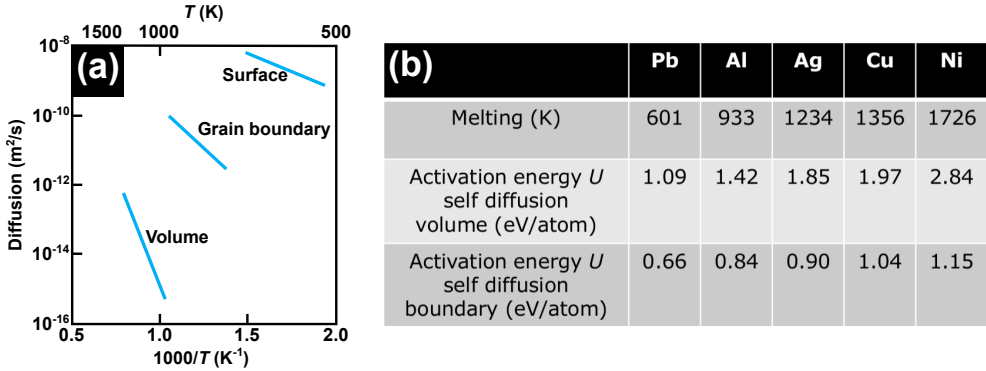 T (K)
1500 1000 500
(a)
10⁻⁸
10⁻¹⁰
10⁻¹²
10⁻¹⁴
10⁻¹⁶
Diffusion (m²/s)
Surface
Grain boundary
Volume
0.5 1.0 1.5 2.0
1000/T (K⁻¹)
(b) Pb Al Ag Cu Ni
Melting (K) 601 933 1234 1356 1726
Activation energy U
self diffusion
volume (eV/atom)
1.09 1.42 1.85 1.97 2.84
Activation energy U
self diffusion
boundary (eV/atom)
0.66 0.84 0.90 1.04 1.15